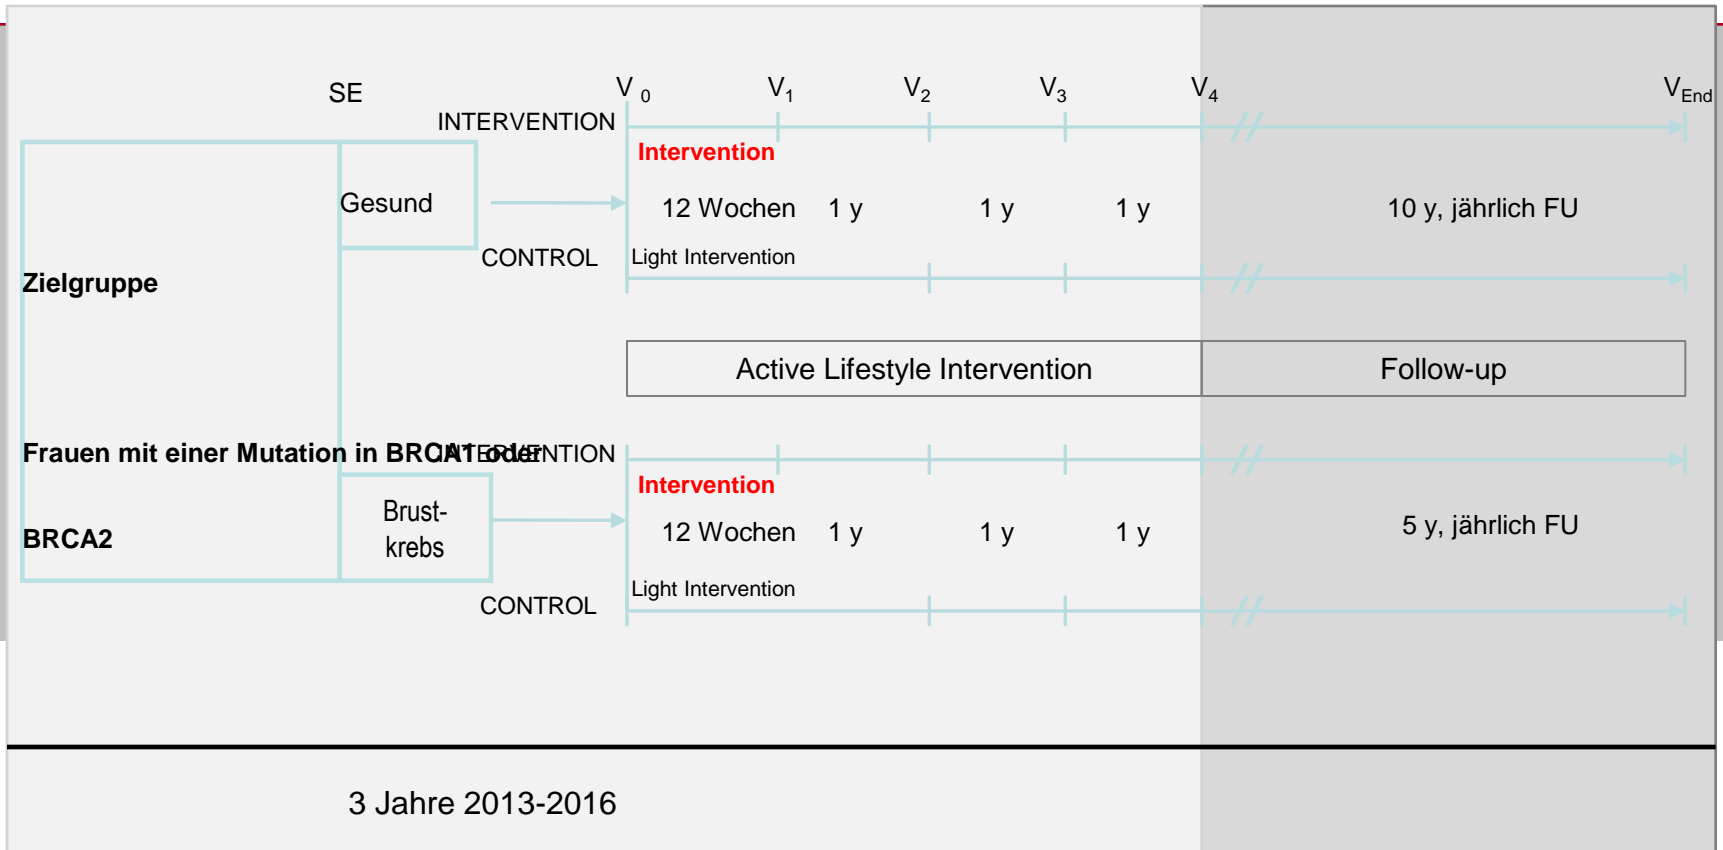 SE
V 0 V1 V2 V3 V4 VEnd
INTERVENTION
Intervention
Gesund
12 Wochen 1 y 1 y 1 y 10 y, jährlich FU
CONTROL Light Intervention
Zielgruppe
Active Lifestyle Intervention Follow-up
Frauen mit einer Mutation in BRCA1 oder
INTERVENTION
Intervention
Brust-
krebs
BRCA2
12 Wochen 1 y 1 y 1 y 5 y, jährlich FU
Light Intervention
CONTROL
3 Jahre 2013-2016